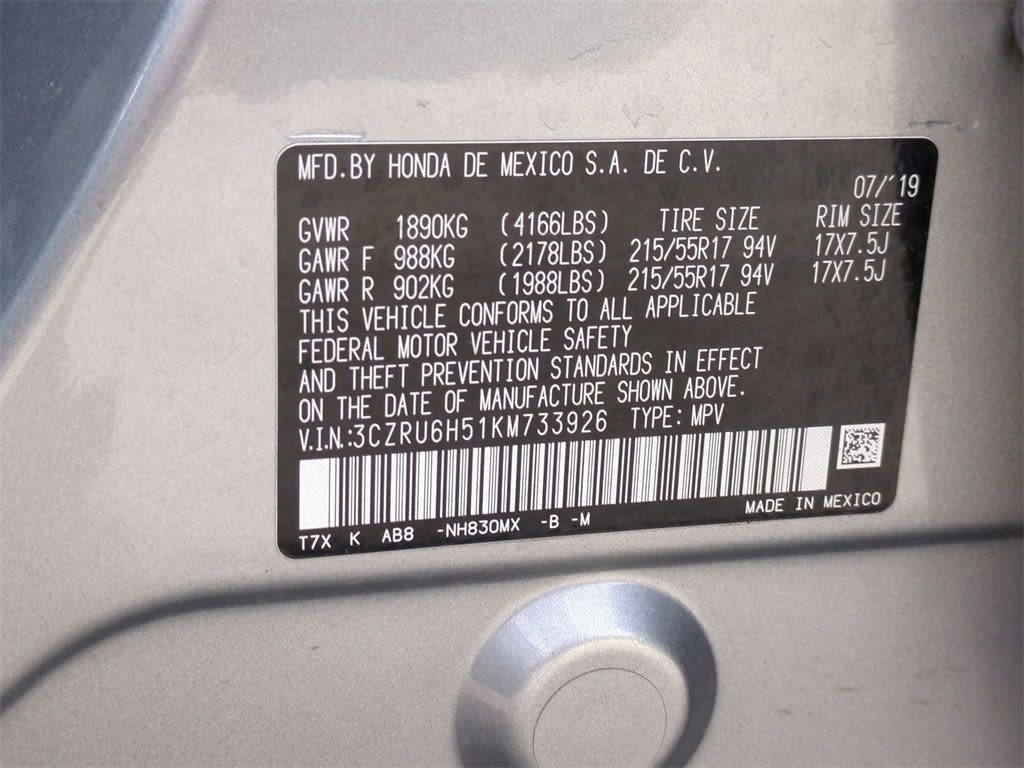 MFD.BY HONDA DE MEXICO S.A. DE C.V.
07/'19
GVWR 1890KG (4166LBS) TIRE SIZE RIM SIZE
GAWR F 988KG (2178LBS) 215/55R17 94V 17X7.5J
GAWR R 902KG (1988LBS) 215/55R17 94V 17X7.5J
THIS VEHICLE CONFORMS TO ALL APPLICABLE
FEDERAL MOTOR VEHICLE SAFETY
AND THEFT PREVENTION STANDARDS IN EFFECT
ON THE DATE OF MANUFACTURE SHOWN ABOVE.
V.I.N.:3CZRU6H51KM733926 TYPE: MPV
MADE IN MEXICO
T7X K AB8 -NH830MX -B -M